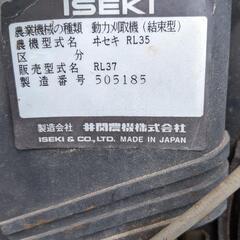 ISEKI
農業機械の種類 動力刈取機（結束型）
農機型式名 ヰセキ RL35
区分
販売型式名 RL37
製造番号 505185
製造会社 井関農機株式会社
ISEKI & CO., LTD. MADE IN JAPAN